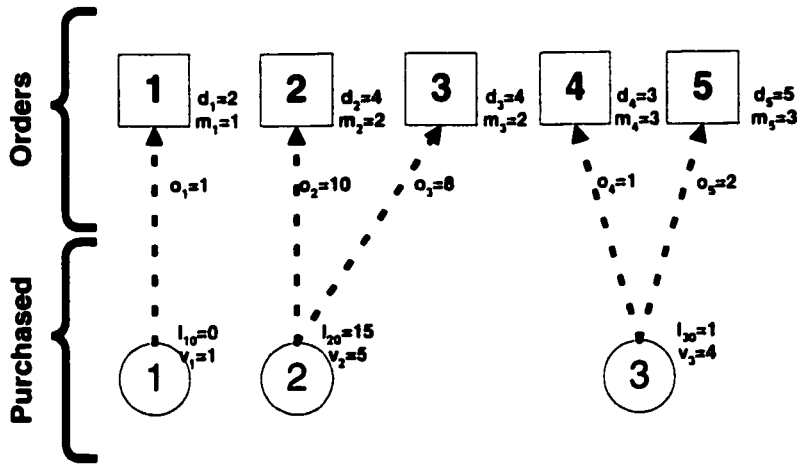 Orders
1
d₁=2
m₁=1
2
d₂=4
m₂=2
3
d₃=4
m₃=2
4
d₄=3
m₄=3
5
d₅=5
m₅=3
o₁=1
o₂=10
o₃=8
o₄=1
o₅=2
Purchased
1
I₁₀=0
v₁=1
2
I₂₀=15
v₂=5
3
I₃₀=1
v₃=4